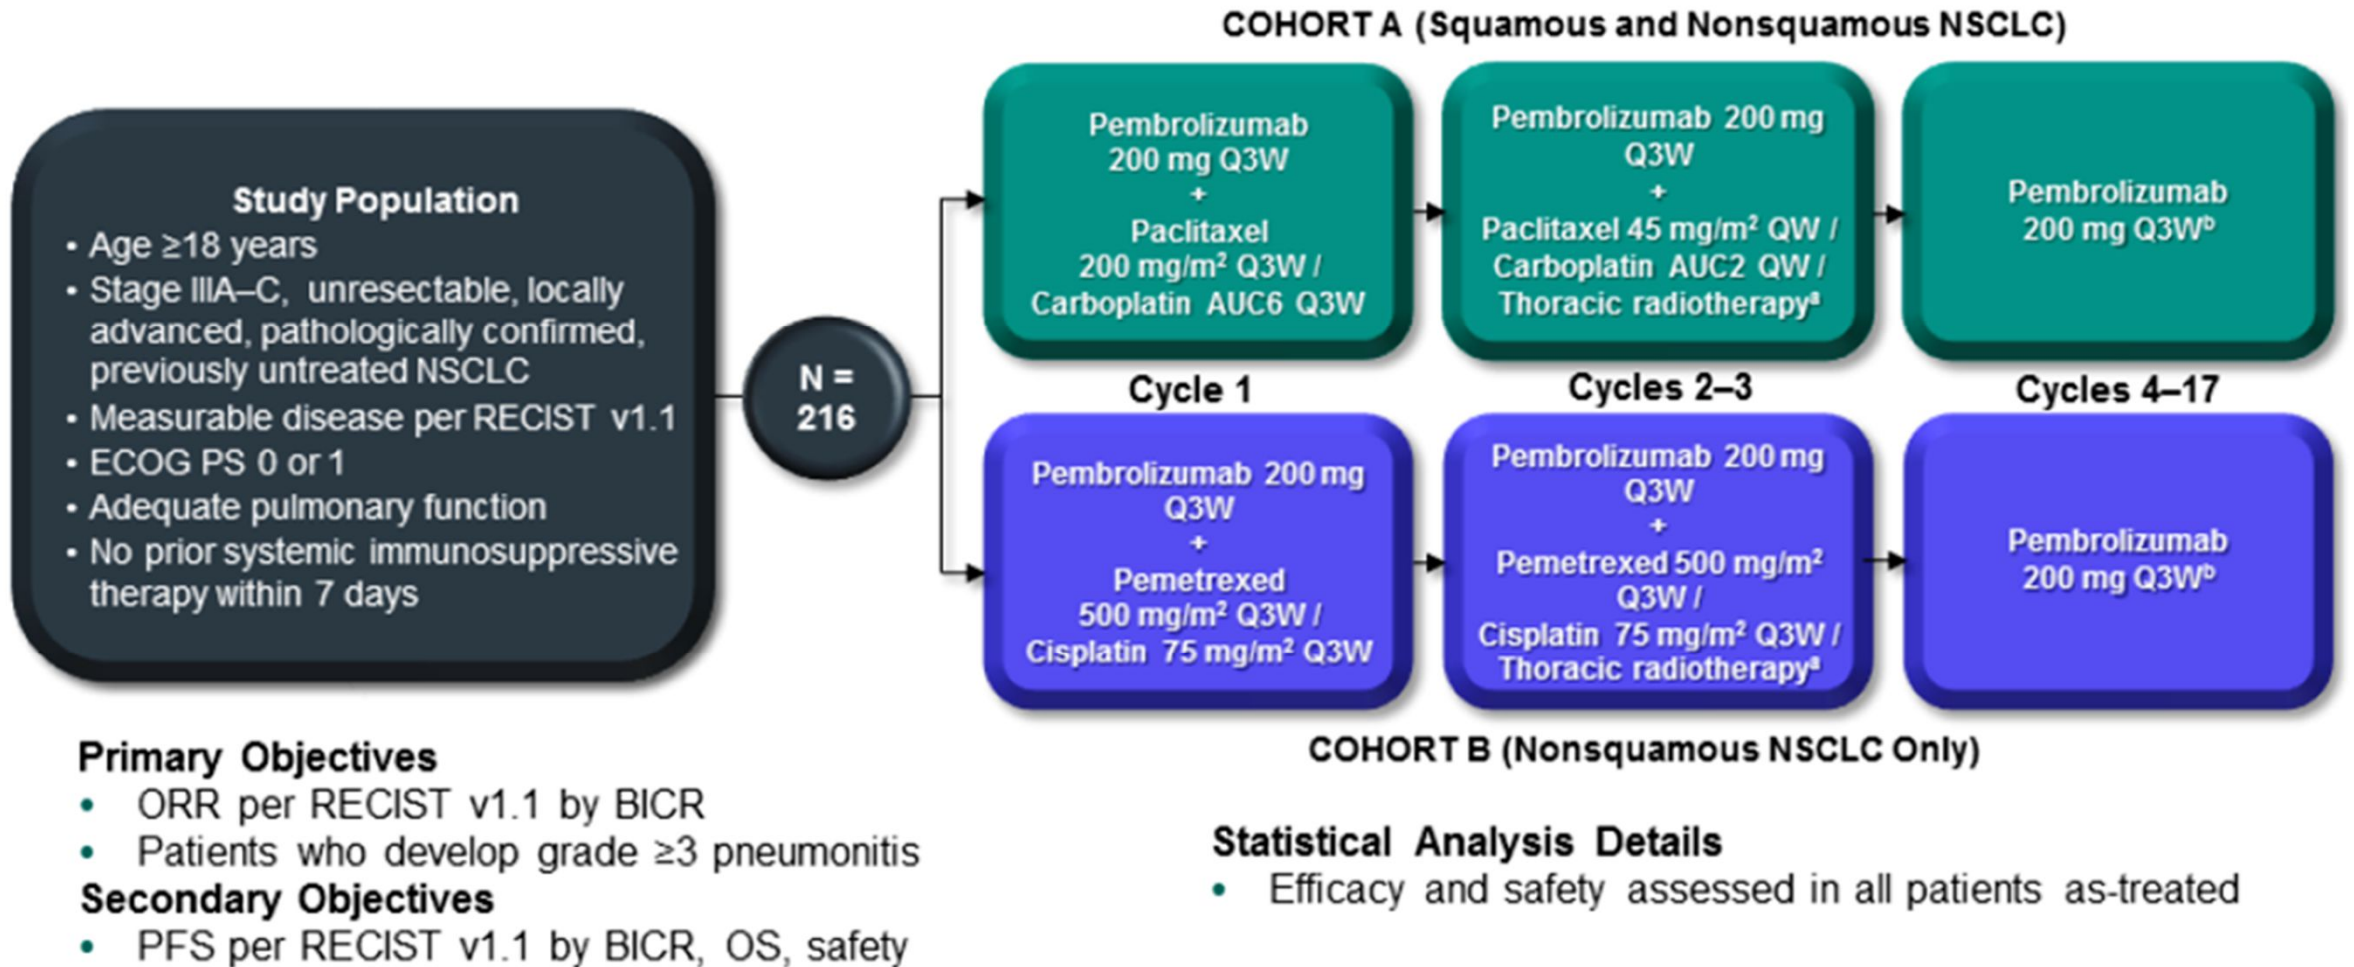 COHORT A (Squamous and Nonsquamous NSCLC)
Study Population
• Age ≥18 years
• Stage IIIA–C, unresectable, locally
advanced, pathologically confirmed,
previously untreated NSCLC
• Measurable disease per RECIST v1.1
• ECOG PS 0 or 1
• Adequate pulmonary function
• No prior systemic immunosuppressive
therapy within 7 days
N =
216
Pembrolizumab
200 mg Q3W
+
Paclitaxel
200 mg/m² Q3W /
Carboplatin AUC6 Q3W
Pembrolizumab 200 mg
Q3W
+
Paclitaxel 45 mg/m² QW /
Carboplatin AUC2 QW /
Thoracic radiotherapyᵃ
Pembrolizumab
200 mg Q3Wᵇ
Cycle 1
Cycles 2–3
Cycles 4–17
Pembrolizumab 200 mg
Q3W
+
Pemetrexed
500 mg/m² Q3W /
Cisplatin 75 mg/m² Q3W
Pembrolizumab 200 mg
Q3W
+
Pemetrexed 500 mg/m²
Q3W /
Cisplatin 75 mg/m² Q3W /
Thoracic radiotherapyᵃ
Pembrolizumab
200 mg Q3Wᵇ
COHORT B (Nonsquamous NSCLC Only)
Primary Objectives
• ORR per RECIST v1.1 by BICR
• Patients who develop grade ≥3 pneumonitis
Secondary Objectives
• PFS per RECIST v1.1 by BICR, OS, safety
Statistical Analysis Details
• Efficacy and safety assessed in all patients as-treated